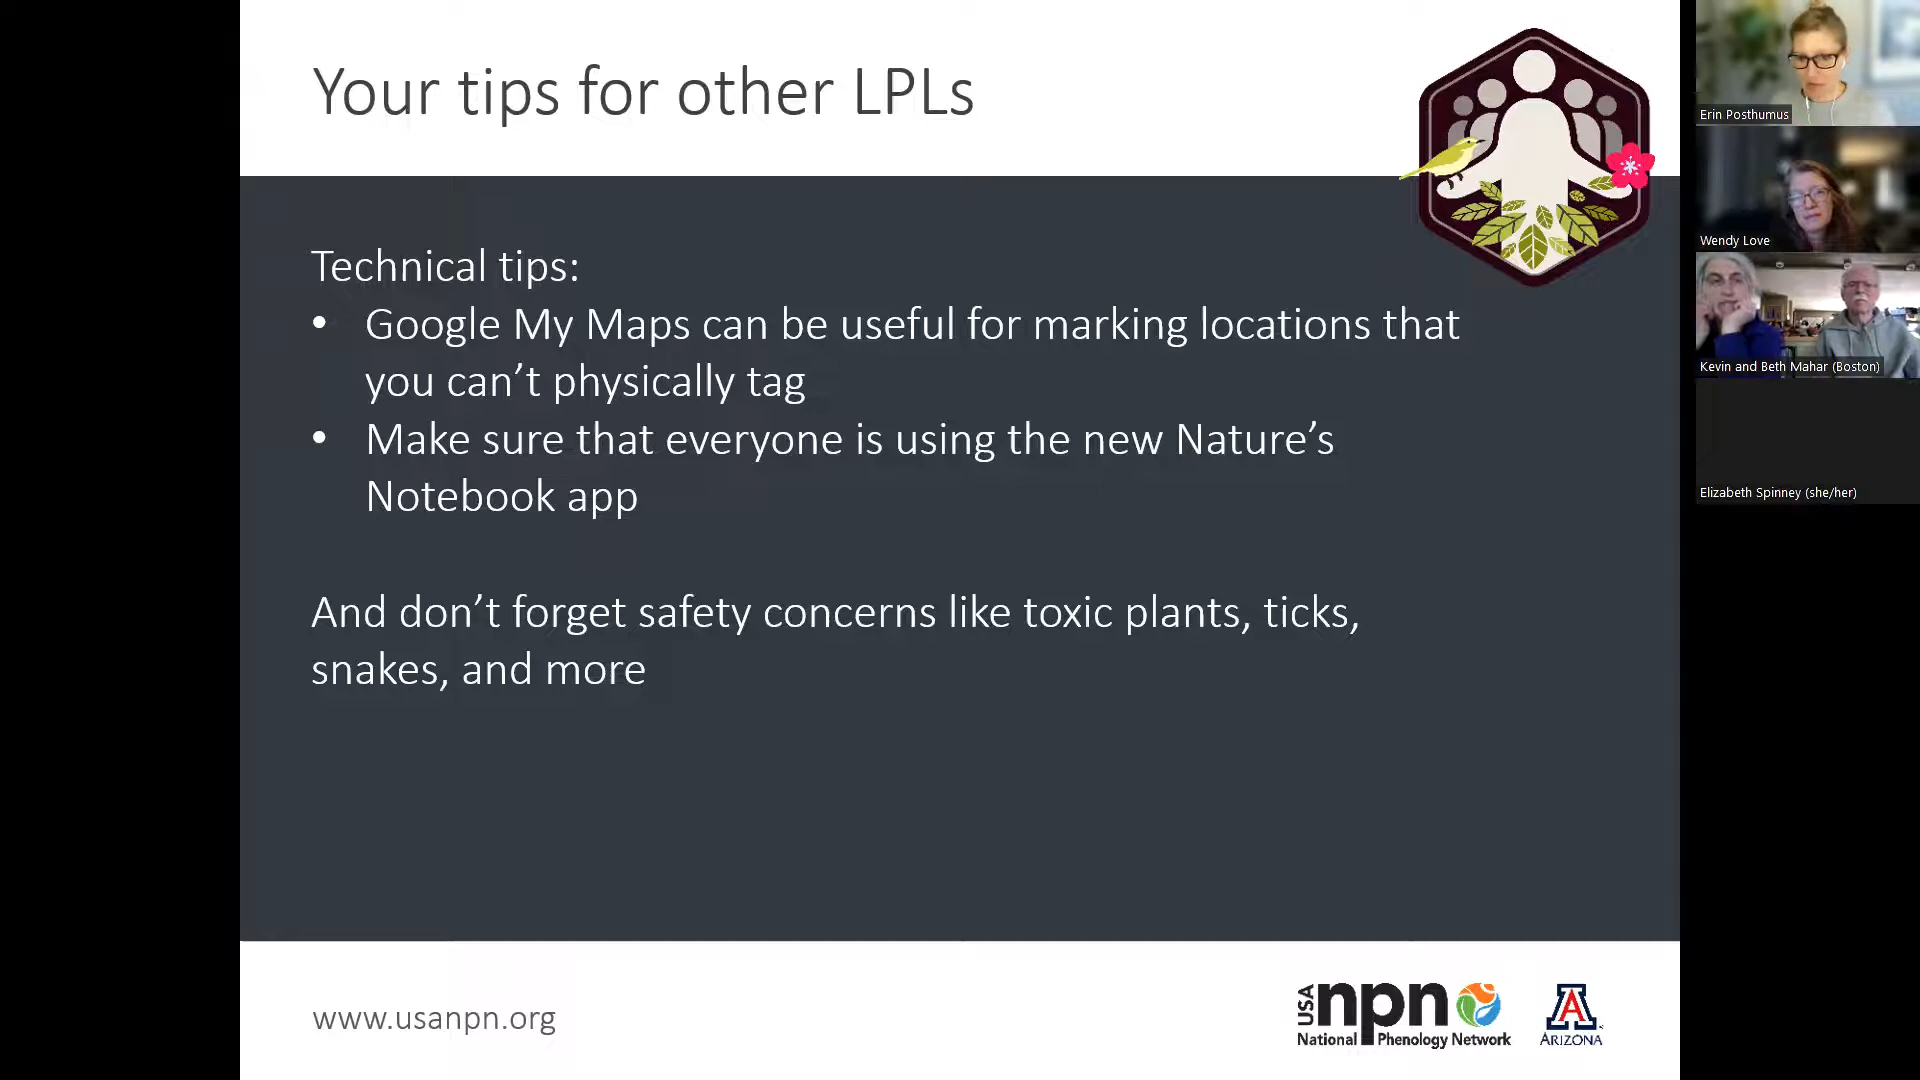 Your tips for other LPLs
Technical tips:
• Google My Maps can be useful for marking locations that
you can’t physically tag
• Make sure that everyone is using the new Nature’s
Notebook app
And don’t forget safety concerns like toxic plants, ticks,
snakes, and more
www.usanpn.org
USA npn
National Phenology Network
A
ARIZONA
Erin Posthumus
Wendy Love
Kevin and Beth Mahar (Boston)
Elizabeth Spinney (she/her)